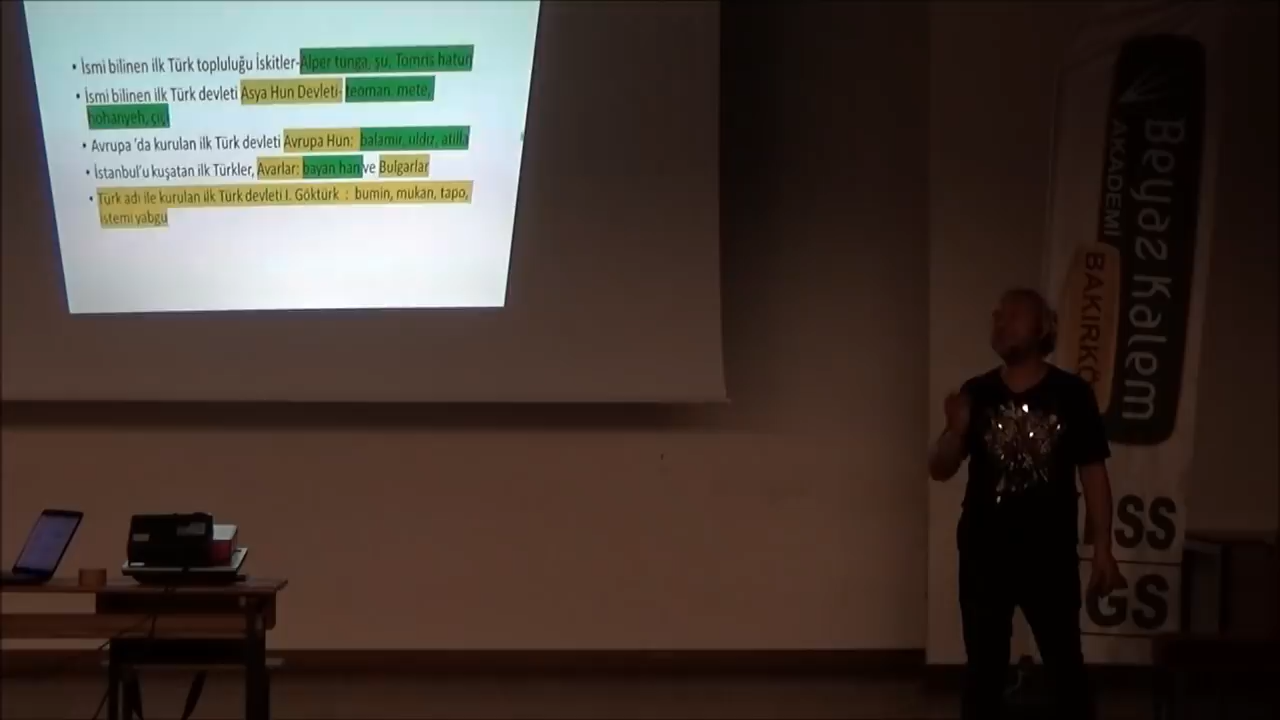 • İsmi bilinen ilk Türk topluluğu İskitler-Alper tunga, şu, Tomris hatun
• İsmi bilinen ilk Türk devleti Asya Hun Devleti- teoman, mete,
hohanyeh, çiçi
• Avrupa 'da kurulan ilk Türk devleti Avrupa Hun: balamir, uldız, atilla
• İstanbul'u kuşatan ilk Türkler, Avarlar: bayan han ve Bulgarlar
• Türk adı ile kurulan ilk Türk devleti I. Göktürk : bumin, mukan, tapo,
istemi yabgu
Beyaz Kalem
AKADEMİ
BAKIRKÖ
SS
GS